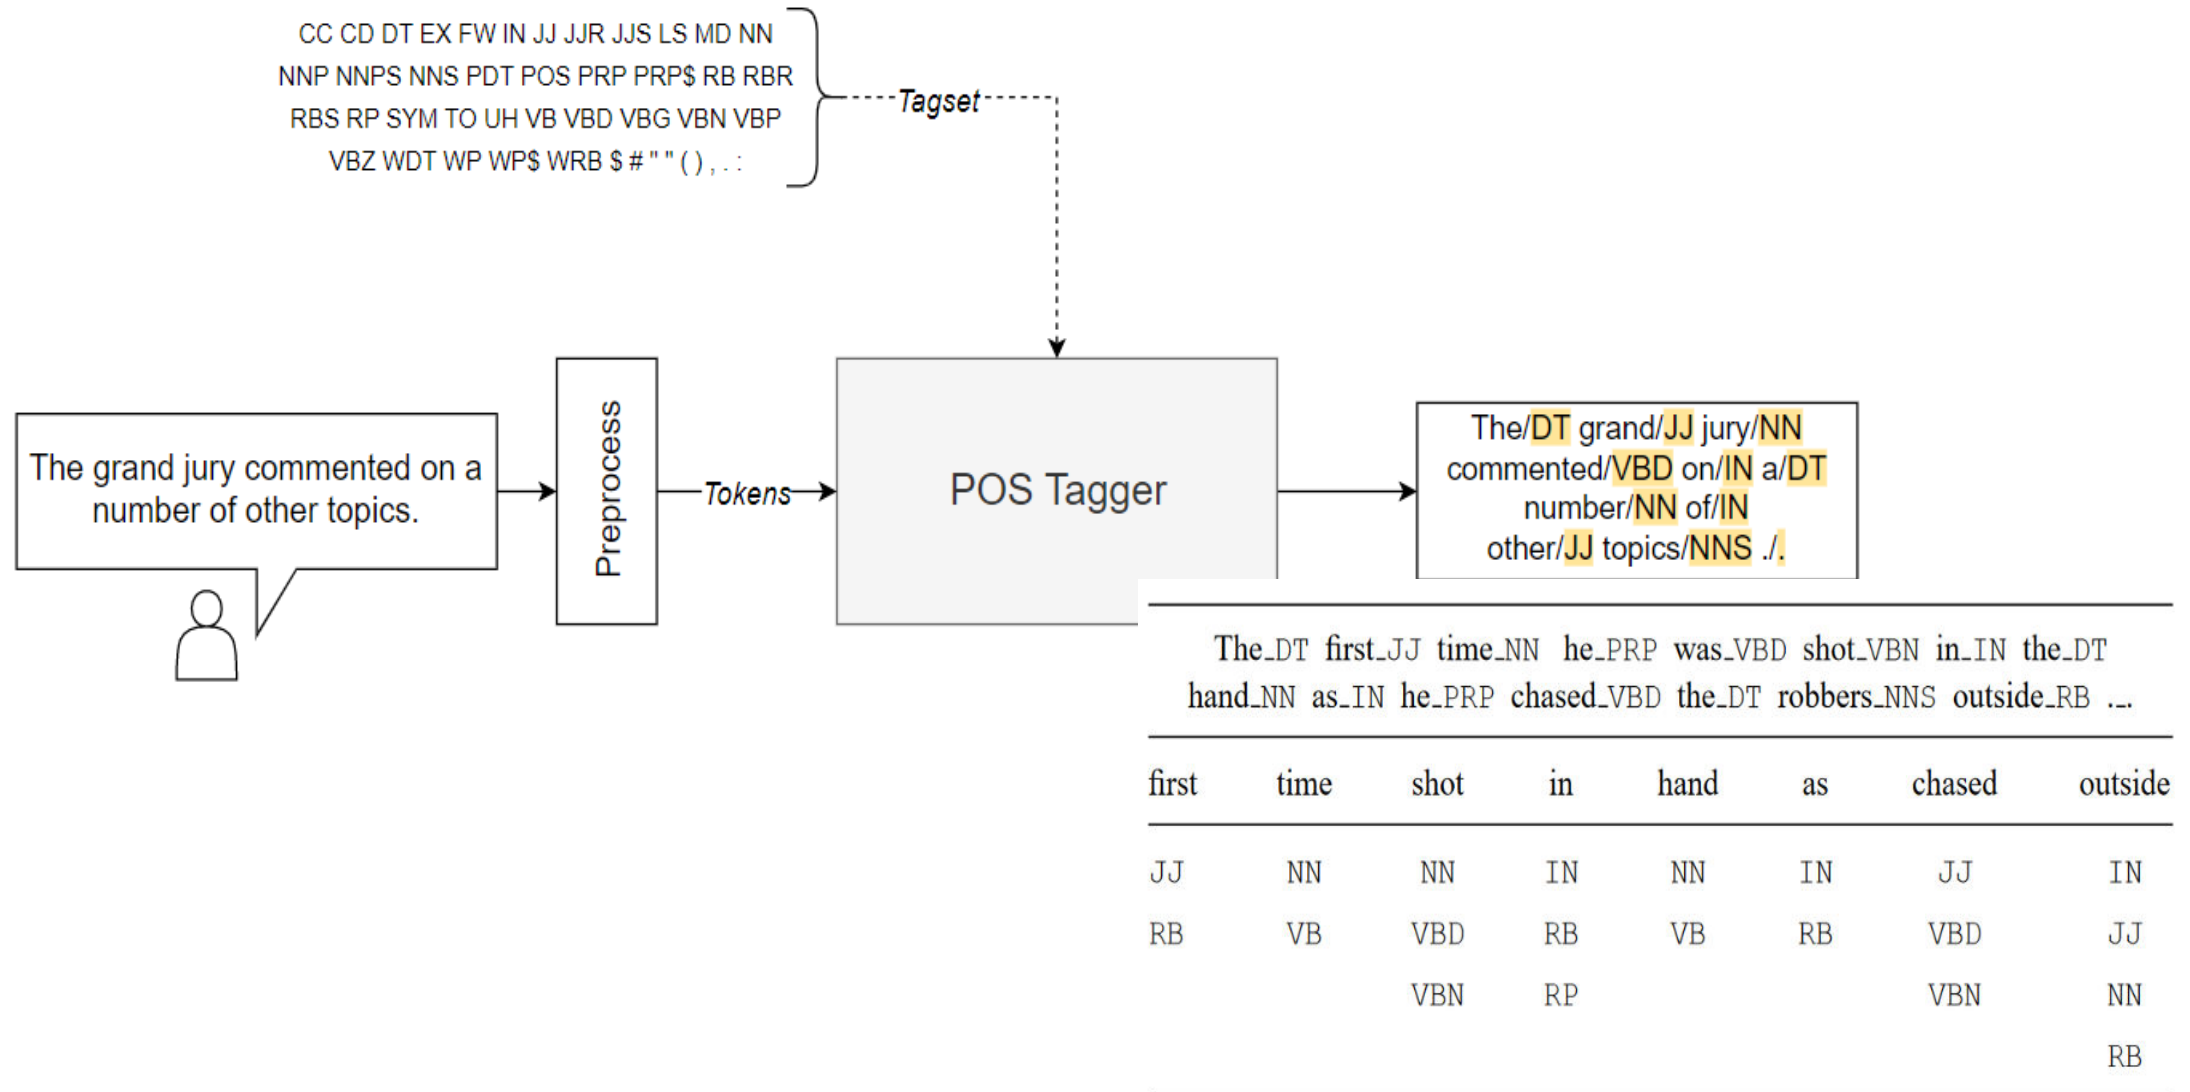 CC CD DT EX FW IN JJ JJR JJS LS MD NN
NNP NNPS NNS PDT POS PRP PRP$ RB RBR
RBS RP SYM TO UH VB VBD VBG VBN VBP
VBZ WDT WP WP$ WRB $ # " " ( ) , . :
Tagset
The grand jury commented on a
number of other topics.
Preprocess
Tokens
POS Tagger
The/DT grand/JJ jury/NN
commented/VBD on/IN a/DT
number/NN of/IN
other/JJ topics/NNS ./.
The_DT first_JJ time_NN he_PRP was_VBD shot_VBN in_IN the_DT
hand_NN as_IN he_PRP chased_VBD the_DT robbers_NNS outside_RB ._.
first time shot in hand as chased outside
JJ NN NN IN NN IN JJ IN
RB VB VBD RB VB RB VBD JJ
VBN RP VBN NN
RB